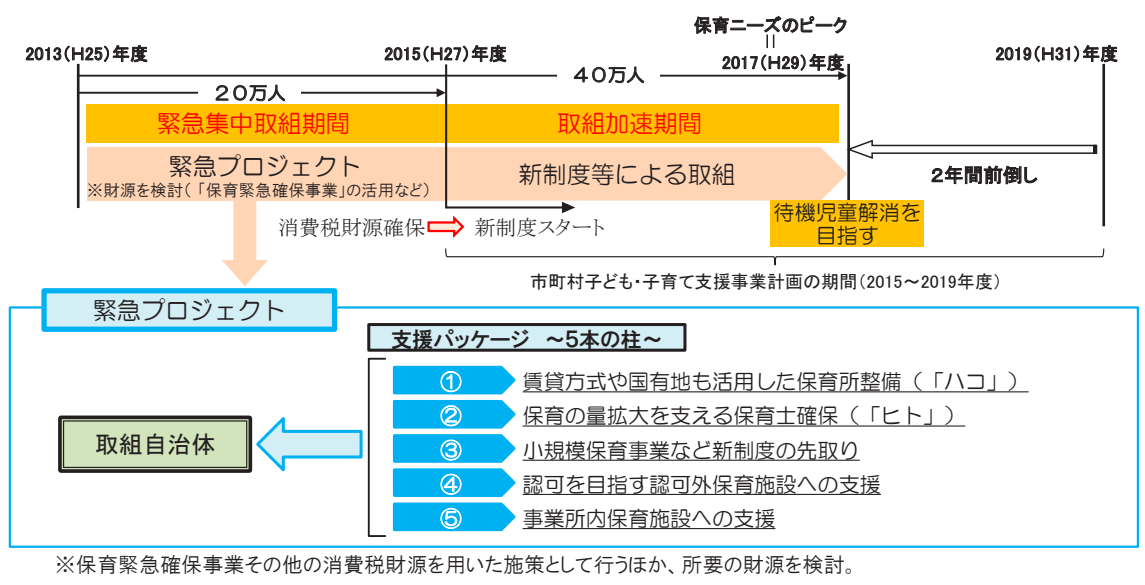 保育ニーズのピーク
||
2013(H25)年度
2015(H27)年度
2017(H29)年度
2019(H31)年度
40万人
20万人
緊急集中取組期間
取組加速期間
緊急プロジェクト
※財源を検討(「保育緊急確保事業」の活用など)
新制度等による取組
2年間前倒し
消費税財源確保
新制度スタート
待機児童解消を
目指す
市町村子ども・子育て支援事業計画の期間(2015～2019年度)
緊急プロジェクト
支援パッケージ ～5本の柱～
① 賃貸方式や国有地も活用した保育所整備(「ハコ」)
② 保育の量拡大を支える保育士確保(「ヒト」)
③ 小規模保育事業など新制度の先取り
④ 認可を目指す認可外保育施設への支援
⑤ 事業所内保育施設への支援
取組自治体
※保育緊急確保事業その他の消費税財源を用いた施策として行うほか、所要の財源を検討。